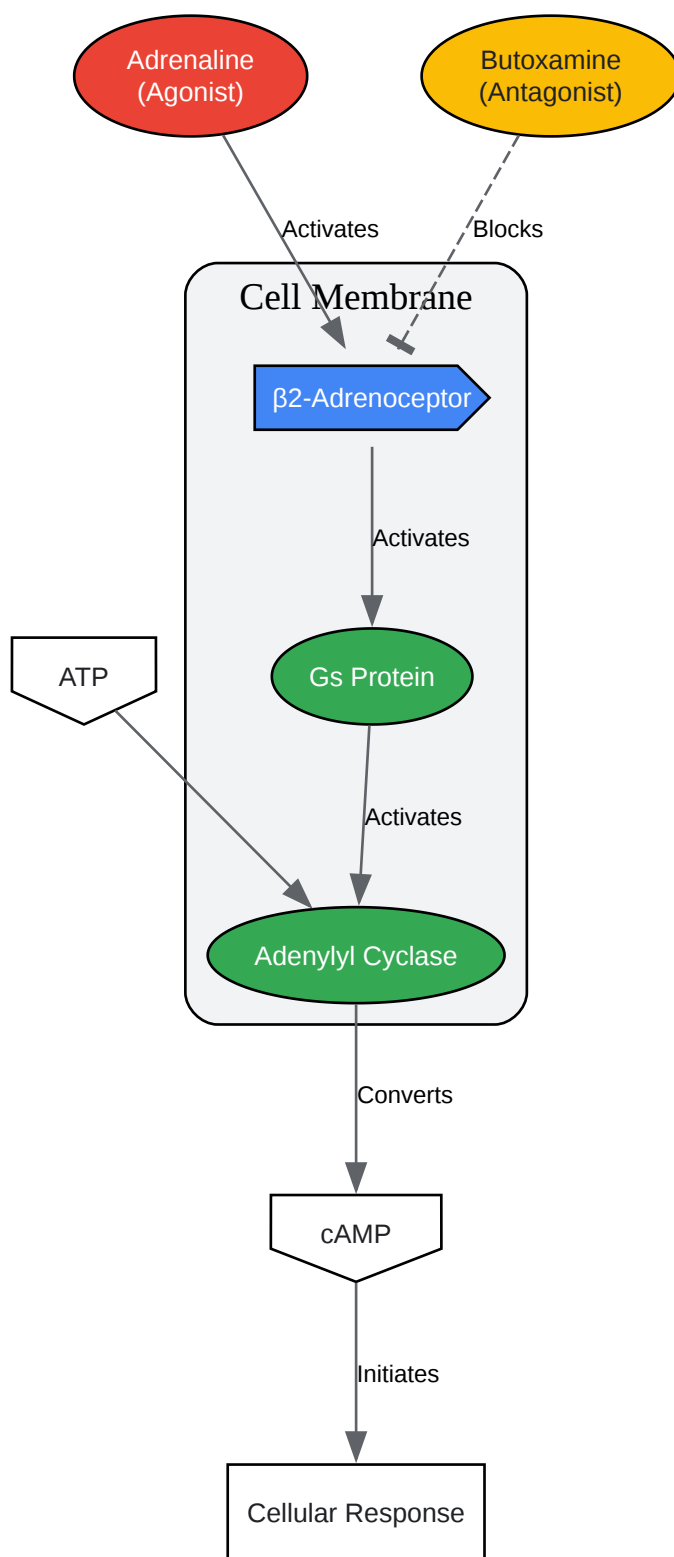 Adrenaline
(Agonist)
Butoxamine
(Antagonist)
Activates
Blocks
Cell Membrane
β2-Adrenoceptor
Activates
ATP
Gs Protein
Activates
Adenylyl Cyclase
Converts
cAMP
Initiates
Cellular Response